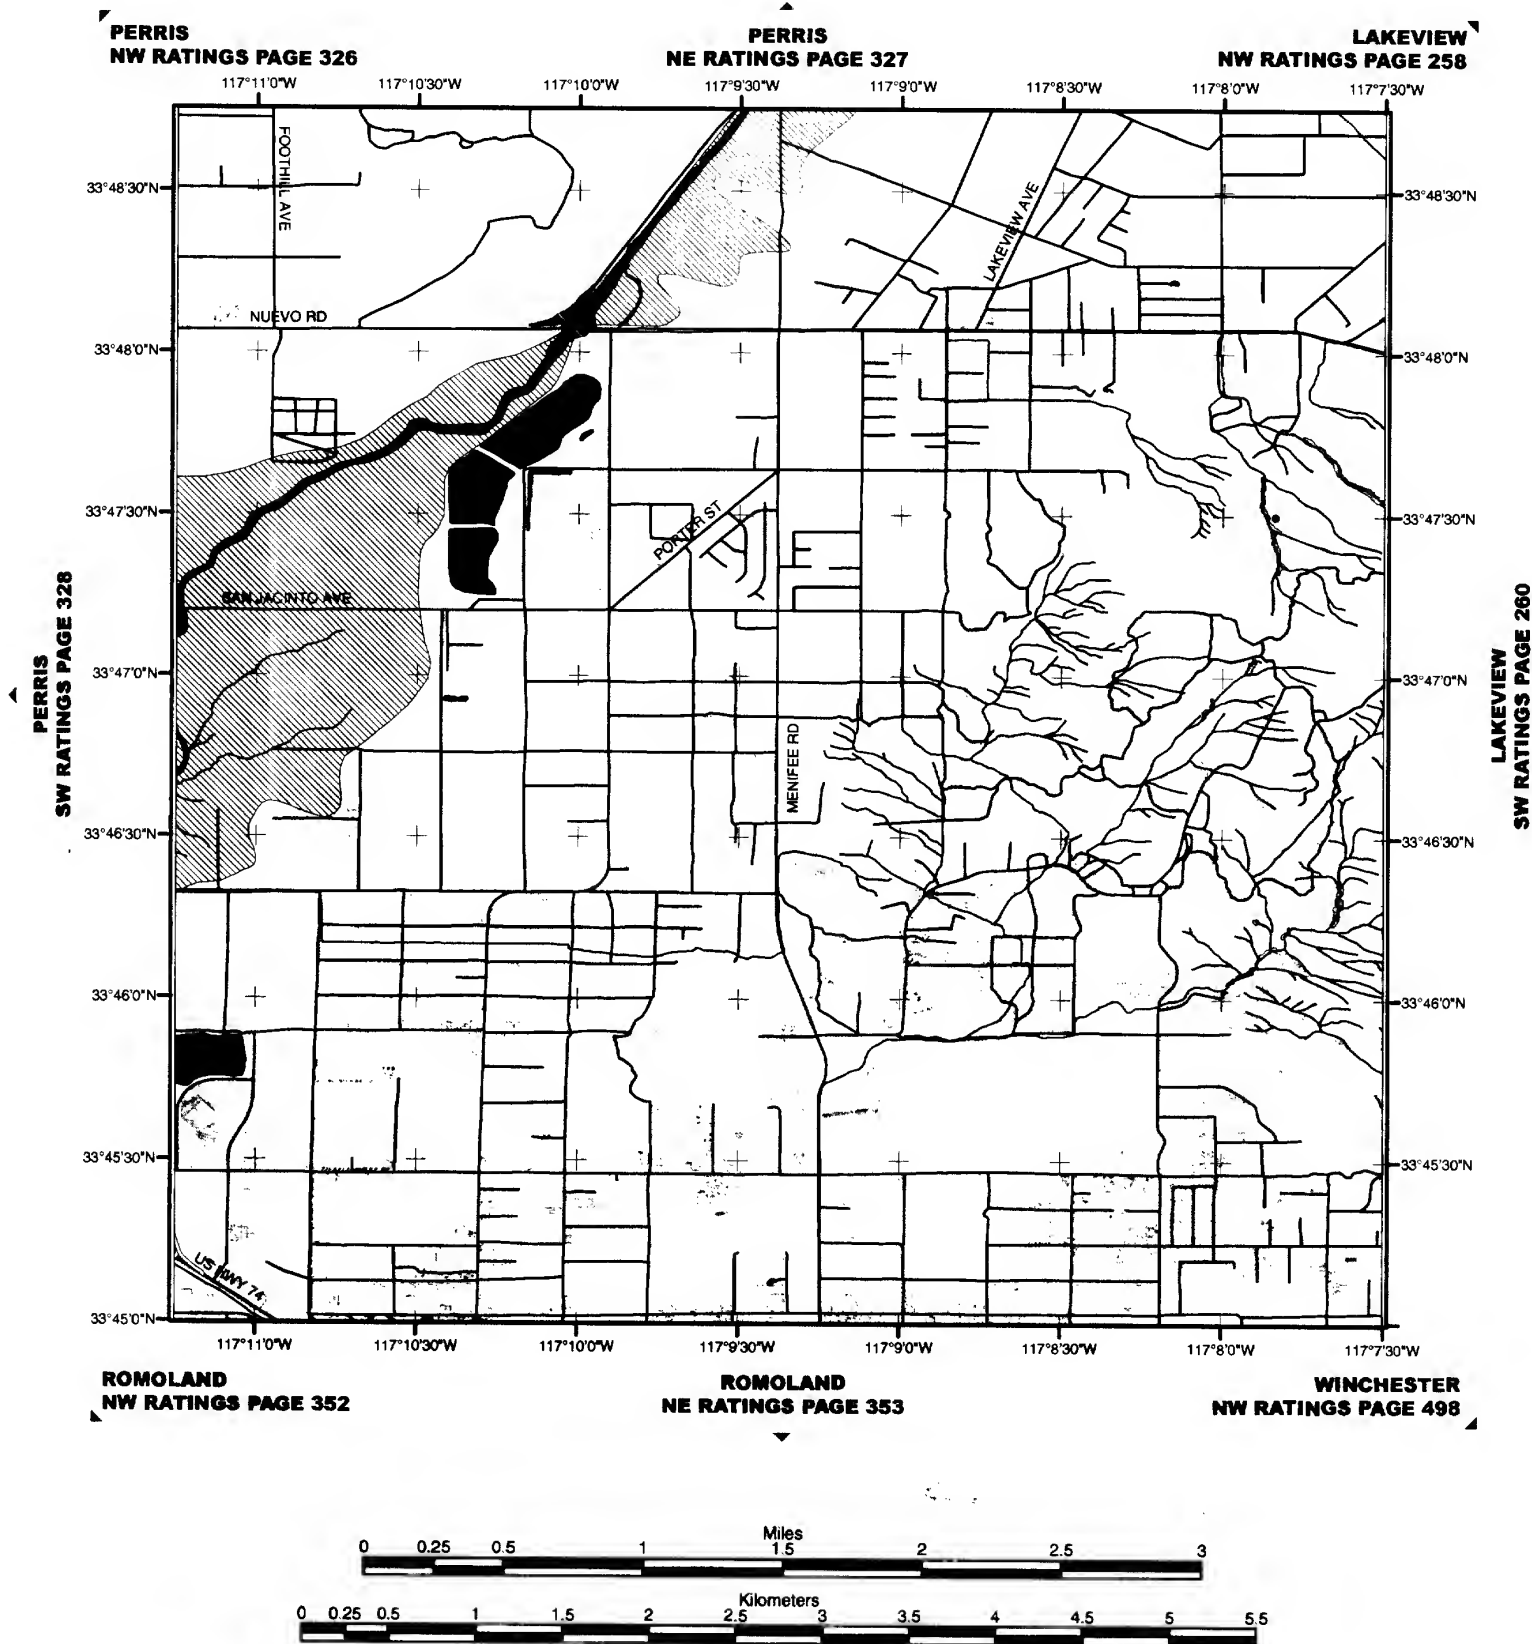 PERRIS
NW RATINGS PAGE 326
PERRIS
NE RATINGS PAGE 327
LAKEVIEW
NW RATINGS PAGE 258
117°11'0"W
117°10'30"W
117°10'0"W
117°9'30"W
117°9'0"W
117°8'30"W
117°8'0"W
117°7'30"W
FOOTHILL AVE
33°48'30"N
33°48'30"N
LAKEVIEW AVE
NUEVO RD
33°48'0"N
33°48'0"N
33°47'30"N
33°47'30"N
PORTER ST
SAN JACINTO AVE
PERRIS
SW RATINGS PAGE 328
LAKEVIEW
SW RATINGS PAGE 260
33°47'0"N
33°47'0"N
MENIFEE RD
33°46'30"N
33°46'30"N
33°46'0"N
33°46'0"N
33°45'30"N
33°45'30"N
US HWY 74
33°45'0"N
117°11'0"W
117°10'30"W
117°10'0"W
117°9'30"W
117°9'0"W
117°8'30"W
117°8'0"W
117°7'30"W
ROMOLAND
NW RATINGS PAGE 352
ROMOLAND
NE RATINGS PAGE 353
WINCHESTER
NW RATINGS PAGE 498
Miles
0 0.25 0.5 1 1.5 2 2.5 3
Kilometers
0 0.25 0.5 1 1.5 2 2.5 3 3.5 4 4.5 5 5.5